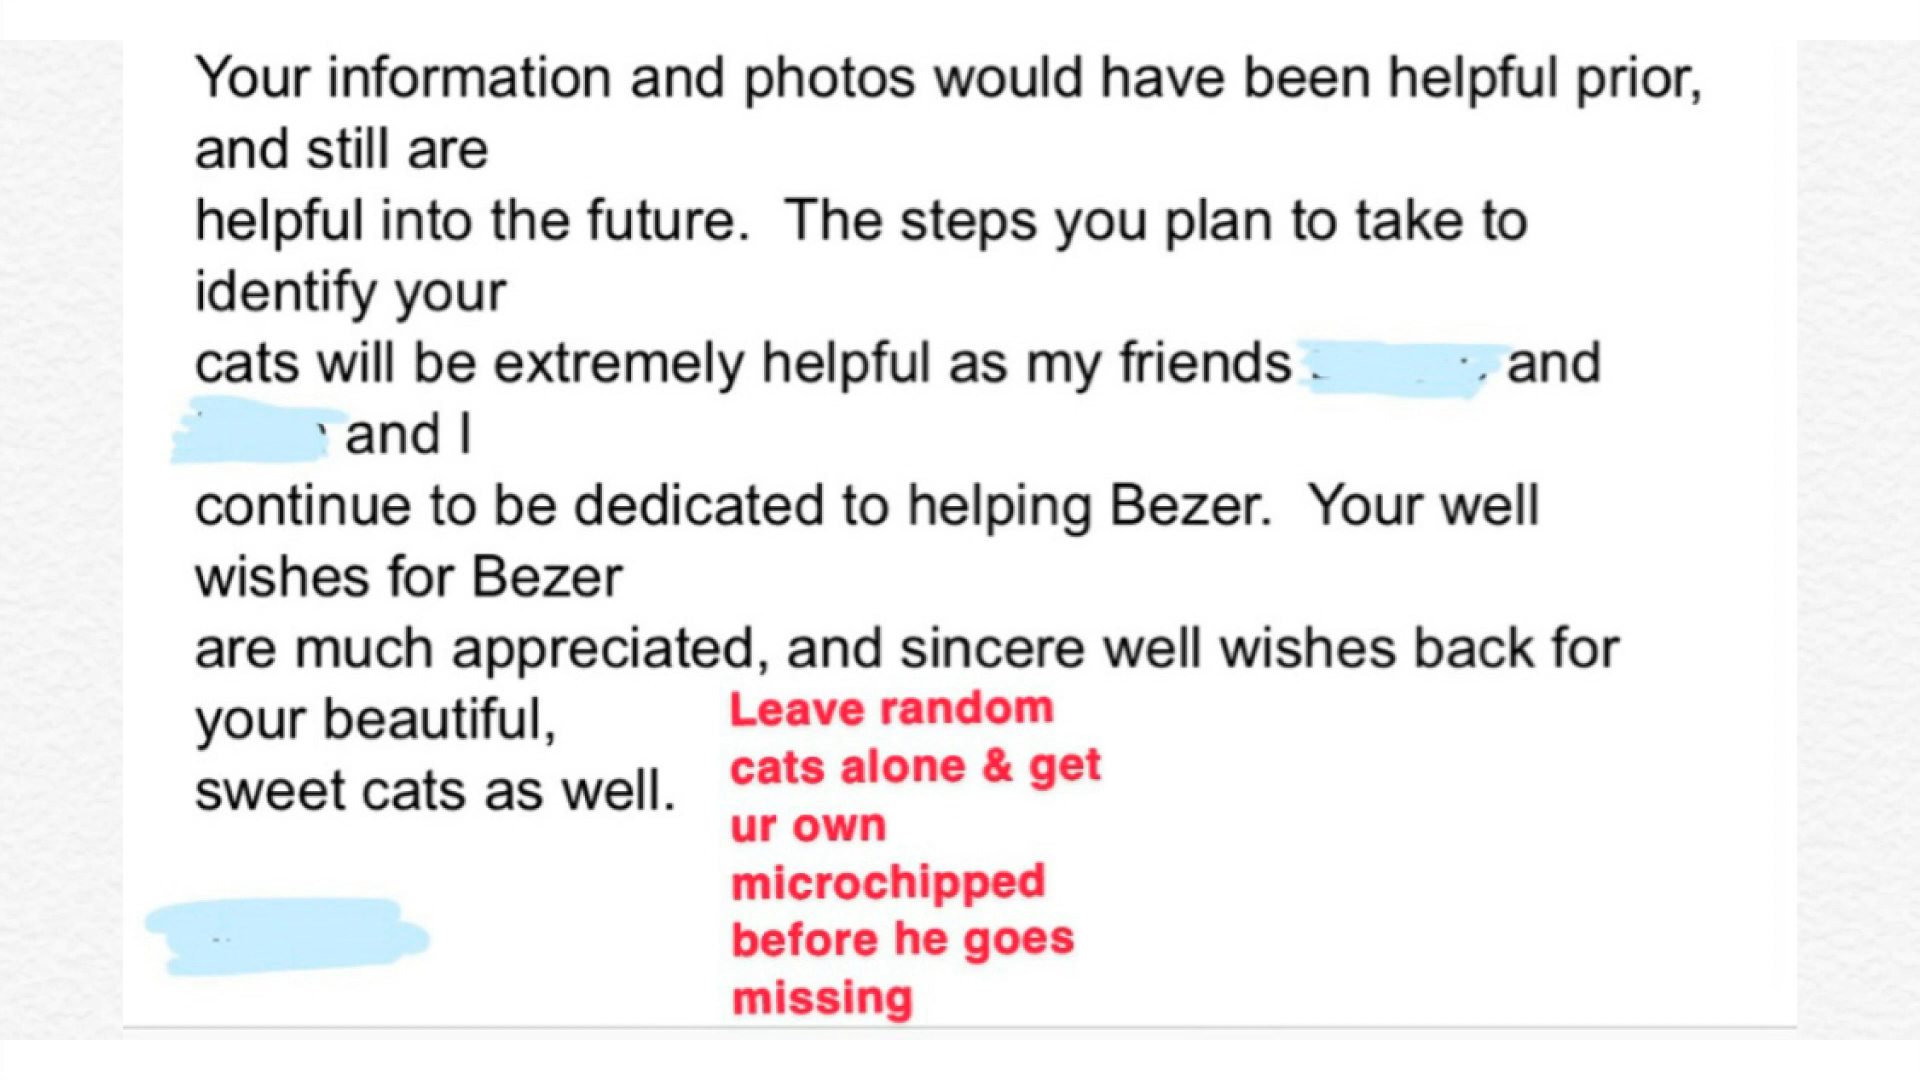 Your information and photos would have been helpful prior,
and still are
helpful into the future.  The steps you plan to take to
identify your
cats will be extremely helpful as my friends and
and I
continue to be dedicated to helping Bezer.  Your well
wishes for Bezer
are much appreciated, and sincere well wishes back for
your beautiful,
sweet cats as well.
Leave random
cats alone & get
ur own
microchipped
before he goes
missing